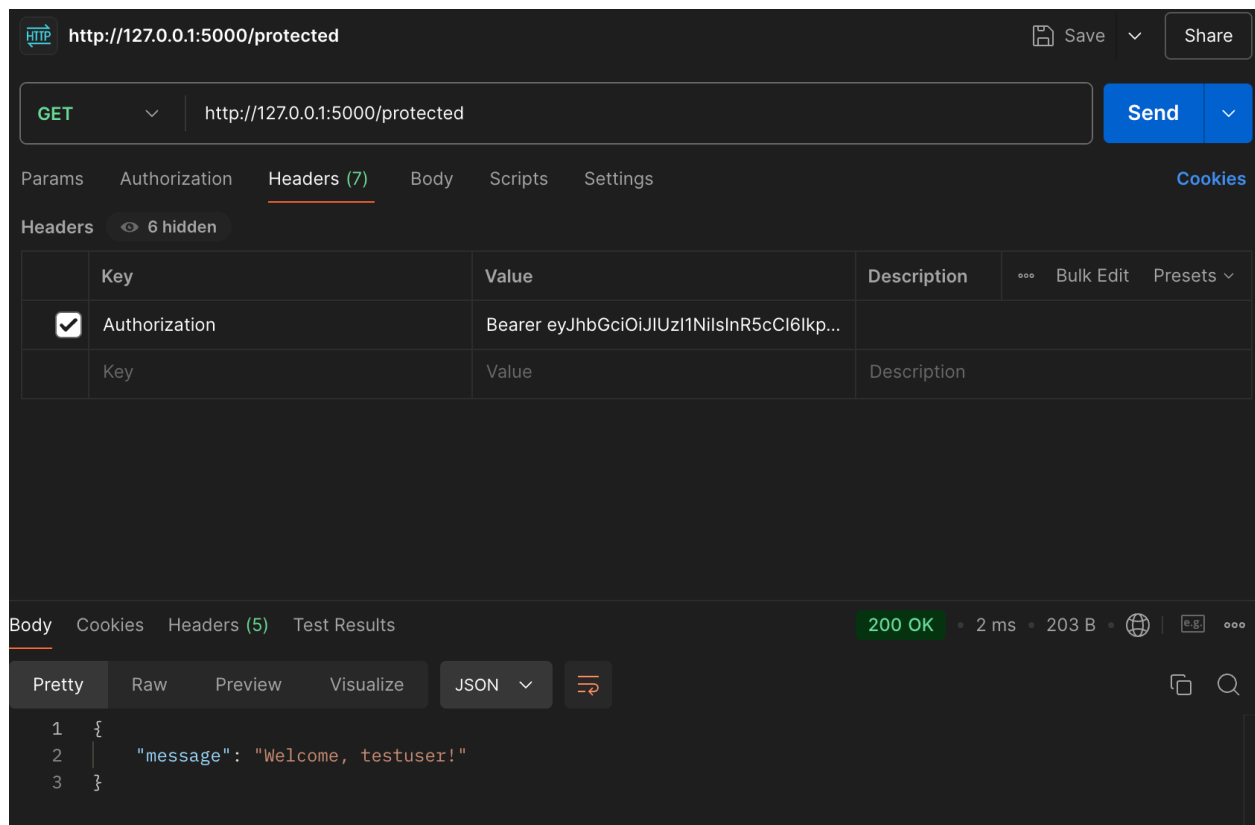 HTTP http://127.0.0.1:5000/protected Save Share
GET http://127.0.0.1:5000/protected Send
Params Authorization Headers (7) Body Scripts Settings Cookies
Headers 6 hidden
Key Value Description Bulk Edit Presets
Authorization Bearer eyJhbGciOiJIUzI1NiIsInR5cCI6Ikp...
Key Value Description
Body Cookies Headers (5) Test Results 200 OK • 2 ms • 203 B • e.g.
Pretty Raw Preview Visualize JSON
1 {
2 "message": "Welcome, testuser!"
3 }